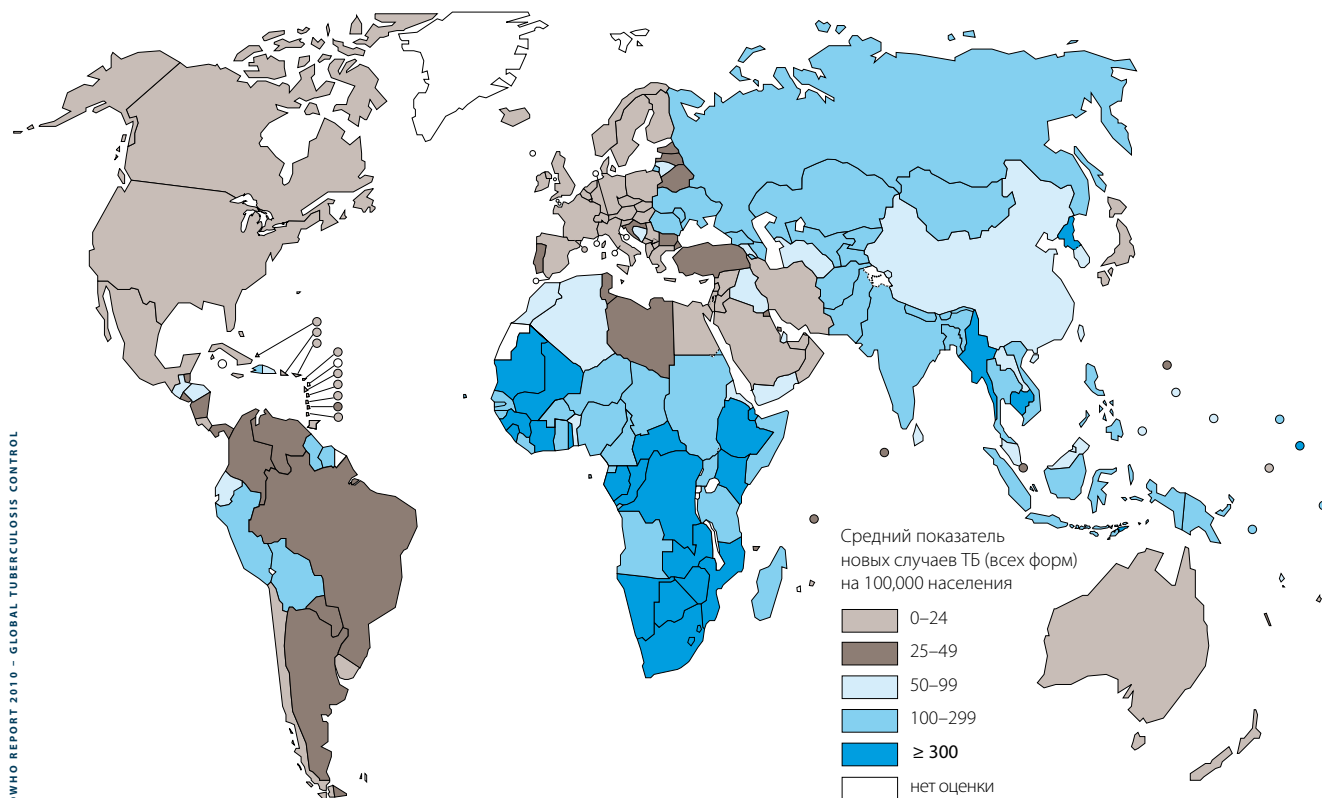 WHO REPORT 2010 – GLOBAL TUBERCULOSIS CONTROL
Средний показатель
новых случаев ТБ (всех форм)
на 100,000 населения
0–24
25–49
50–99
100–299
≥ 300
нет оценки